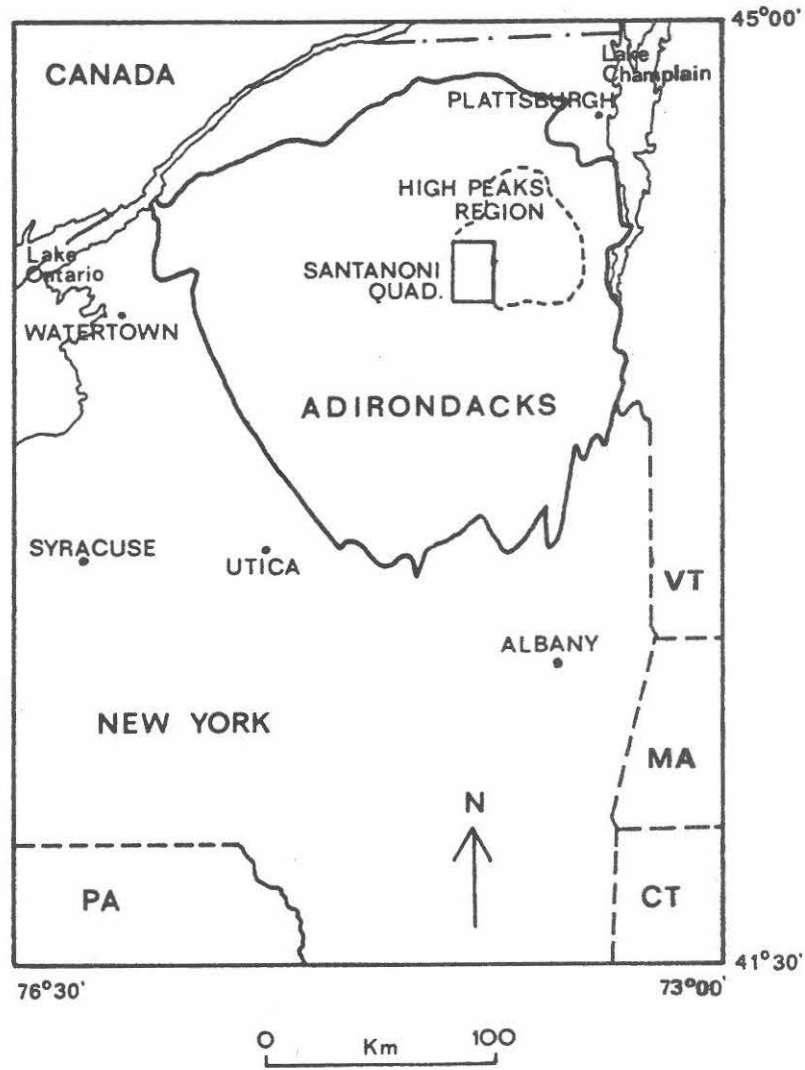 45°00'
CANADA
Lake
Champlain
PLATTSBURGH
HIGH PEAKS
REGION
Lake
Ontario
SANTANONI
QUAD.
WATERTOWN
ADIRONDACKS
SYRACUSE
UTICA
VT
ALBANY
NEW YORK
MA
N
PA
CT
41°30'
76°30'
73°00'
0
Km
100